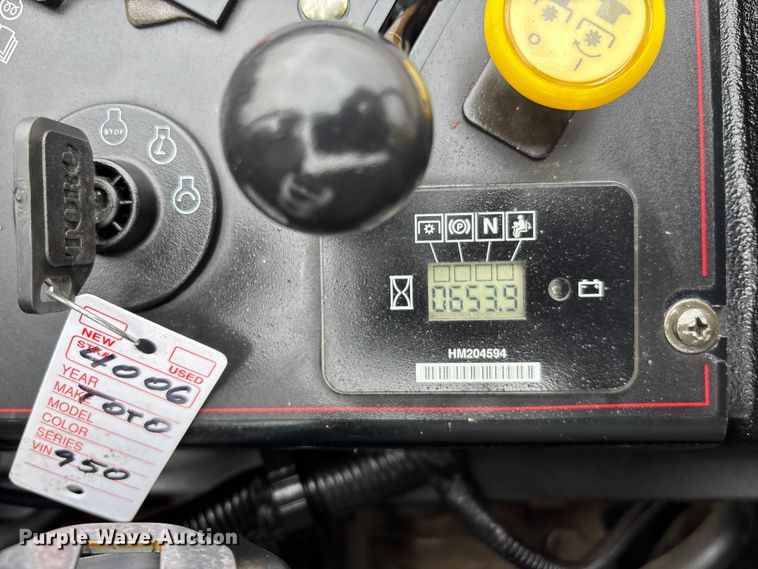 O
I
STOP
TORO
P
N
0653.9
HM204594
NEW
USED
STK# 4006
YEAR
MAKE TORO
MODEL
COLOR
SERIES
VIN 950
Purple Wave Auction